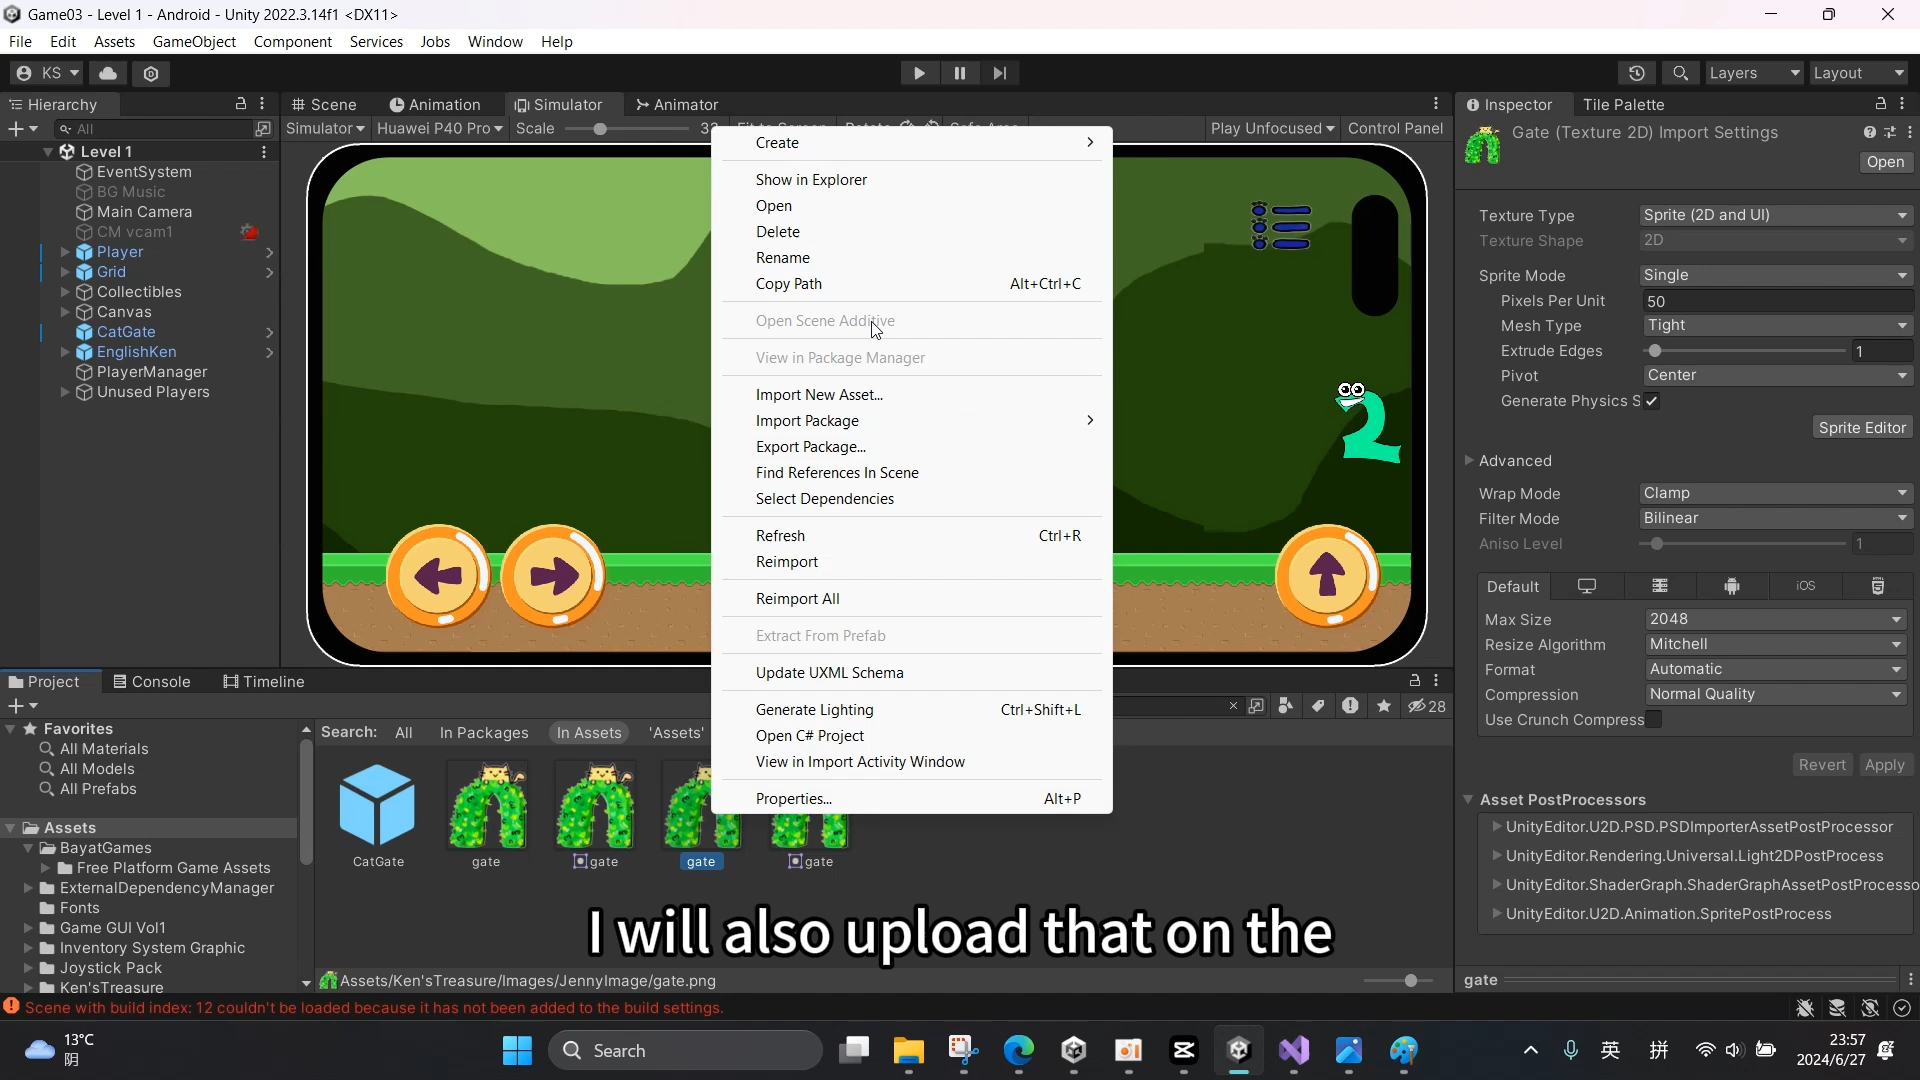 Game03 - Level 1 - Android - Unity 2022.3.14f1 <DX11>
File Edit Assets GameObject Component Services Jobs Window Help
KS Layers Layout
Hierarchy
All
Level 1
EventSystem
BG Music
Main Camera
CM vcam1
Player
Grid
Collectibles
Canvas
CatGate
EnglishKen
PlayerManager
Unused Players
Scene Animation Simulator Animator
Simulator Huawei P40 Pro Scale Play Unfocused Control Panel
Create
Show in Explorer
Open
Delete
Rename
Copy Path Alt+Ctrl+C
Open Scene Additive
View in Package Manager
Import New Asset...
Import Package
Export Package...
Find References In Scene
Select Dependencies
Refresh Ctrl+R
Reimport
Reimport All
Extract From Prefab
Update UXML Schema
Generate Lighting Ctrl+Shift+L
Open C# Project
View in Import Activity Window
Properties... Alt+P
2
Inspector Tile Palette
Gate (Texture 2D) Import Settings
Open
Texture Type Sprite (2D and UI)
Texture Shape 2D
Sprite Mode Single
Pixels Per Unit 50
Mesh Type Tight
Extrude Edges 1
Pivot Center
Generate Physics S
Sprite Editor
Advanced
Wrap Mode Clamp
Filter Mode Bilinear
Aniso Level 1
Default iOS
Max Size 2048
Resize Algorithm Mitchell
Format Automatic
Compression Normal Quality
Use Crunch Compress
Revert Apply
Asset PostProcessors
UnityEditor.U2D.PSD.PSDImporterAssetPostProcessor
UnityEditor.Rendering.Universal.Light2DPostProcess
UnityEditor.ShaderGraph.ShaderGraphAssetPostProcesso
UnityEditor.U2D.Animation.SpritePostProcess
gate
Project Console Timeline
28
Favorites
All Materials
All Models
All Prefabs
Assets
BayatGames
Free Platform Game Assets
ExternalDependencyManager
Fonts
Game GUI Vol1
Inventory System Graphic
Joystick Pack
Ken'sTreasure
Search: All In Packages In Assets 'Assets'
CatGate gate gate gate gate
I will also upload that on the
Assets/Ken'sTreasure/Images/JennyImage/gate.png
Scene with build index: 12 couldn't be loaded because it has not been added to the build settings.
13°C
阴
Search
英 拼
23:57
2024/6/27